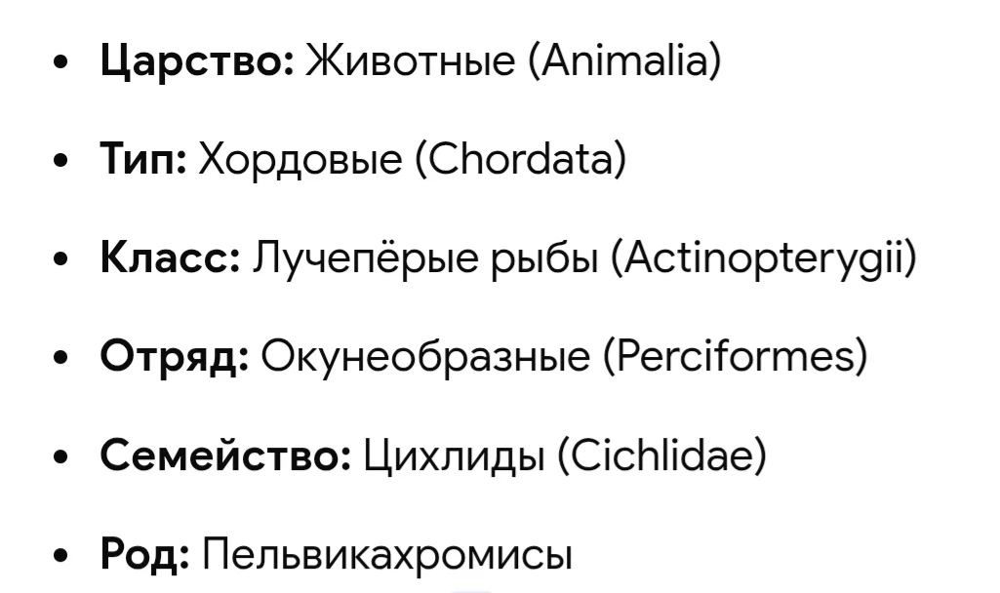 • Царство: Животные (Animalia)
• Тип: Хордовые (Chordata)
• Класс: Лучепёрые рыбы (Actinopterygii)
• Отряд: Окунеобразные (Perciformes)
• Семейство: Цихлиды (Cichlidae)
• Род: Пельвикахромисы